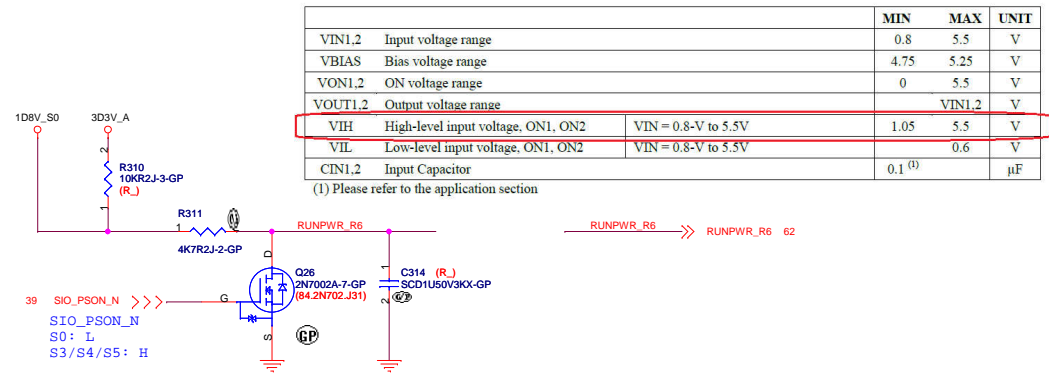 MIN MAX UNIT
VIN1,2 Input voltage range 0.8 5.5 V
VBIAS Bias voltage range 4.75 5.25 V
VON1,2 ON voltage range 0 5.5 V
VOUT1,2 Output voltage range VIN1,2 V
VIH High-level input voltage, ON1, ON2 VIN = 0.8-V to 5.5V 1.05 5.5 V
VIL Low-level input voltage, ON1, ON2 VIN = 0.8-V to 5.5V 0.6 V
CIN1,2 Input Capacitor 0.1 (1) μF
(1) Please refer to the application section
1D8V_S0 3D3V_A
2
R310
10KR2J-3-GP
(R_)
1
R311
1
4K7R2J-2-GP
RUNPWR_R6
RUNPWR_R6
RUNPWR_R6 62
D
Q26
2N7002A-7-GP
(84.2N702.J31)
G
S
GP
1
C314 (R_)
SCD1U50V3KX-GP
2
GP
39 SIO_PSON_N
SIO_PSON_N
S0: L
S3/S4/S5: H